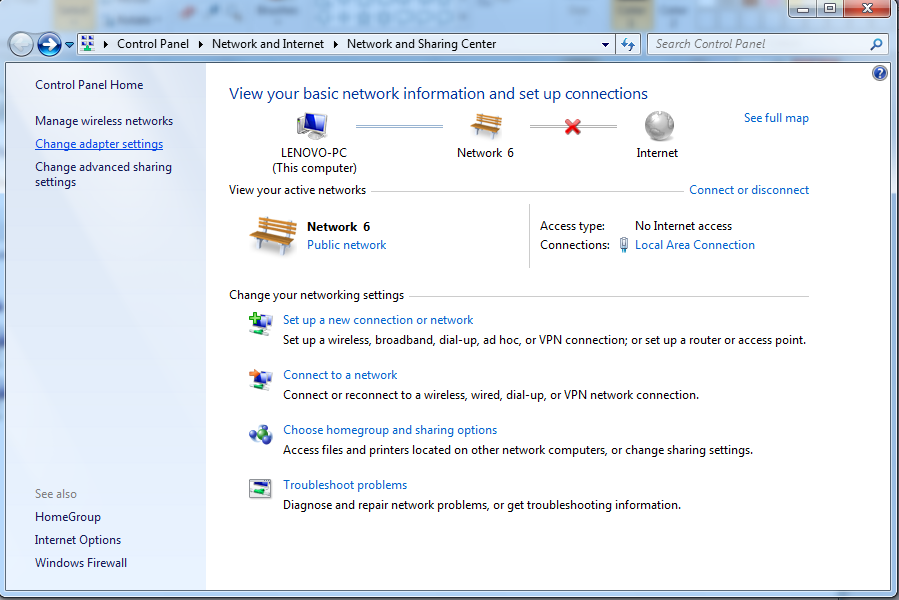 Control Panel
Network and Internet
Network and Sharing Center
Search Control Panel
Control Panel Home
Manage wireless networks
Change adapter settings
Change advanced sharing
settings
See also
HomeGroup
Internet Options
Windows Firewall
View your basic network information and set up connections
See full map
LENOVO-PC
(This computer)
Network 6
Internet
View your active networks
Connect or disconnect
Network 6
Public network
Access type: No Internet access
Connections: Local Area Connection
Change your networking settings
Set up a new connection or network
Set up a wireless, broadband, dial-up, ad hoc, or VPN connection; or set up a router or access point.
Connect to a network
Connect or reconnect to a wireless, wired, dial-up, or VPN network connection.
Choose homegroup and sharing options
Access files and printers located on other network computers, or change sharing settings.
Troubleshoot problems
Diagnose and repair network problems, or get troubleshooting information.